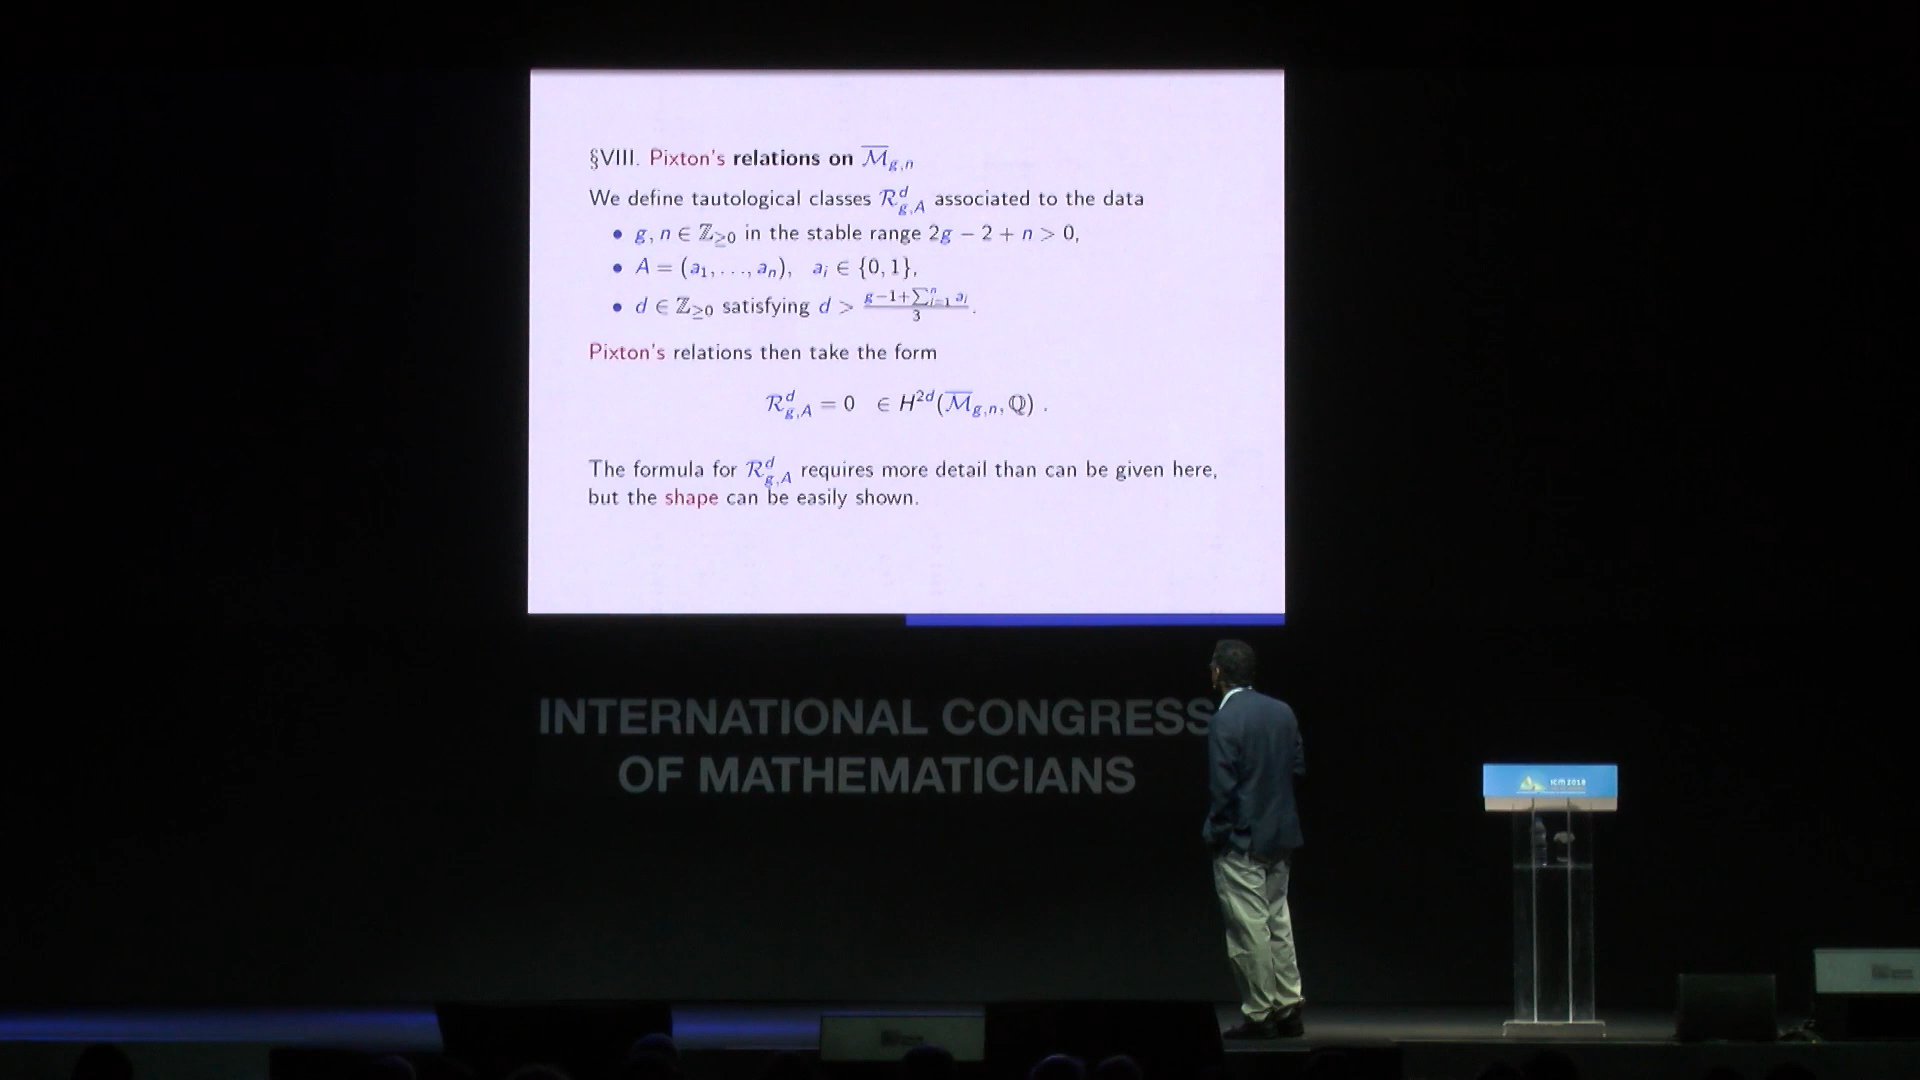 §VIII. Pixton's relations on $\overline{\mathcal{M}}_{g,n}$
We define tautological classes $\mathcal{R}^d_{g,A}$ associated to the data
• $g, n \in \mathbb{Z}_{\geq 0}$ in the stable range $2g - 2 + n > 0$,
• $A = (a_1, \ldots, a_n), \quad a_i \in \{0, 1\}$,
• $d \in \mathbb{Z}_{\geq 0}$ satisfying $d > \frac{g-1+\sum_{i=1}^n a_i}{3}$.
Pixton's relations then take the form
$\mathcal{R}^d_{g,A} = 0 \quad \in H^{2d}(\overline{\mathcal{M}}_{g,n}, \mathbb{Q})$ .
The formula for $\mathcal{R}^d_{g,A}$ requires more detail than can be given here,
but the shape can be easily shown.
INTERNATIONAL CONGRESS
OF MATHEMATICIANS
ICM 2018